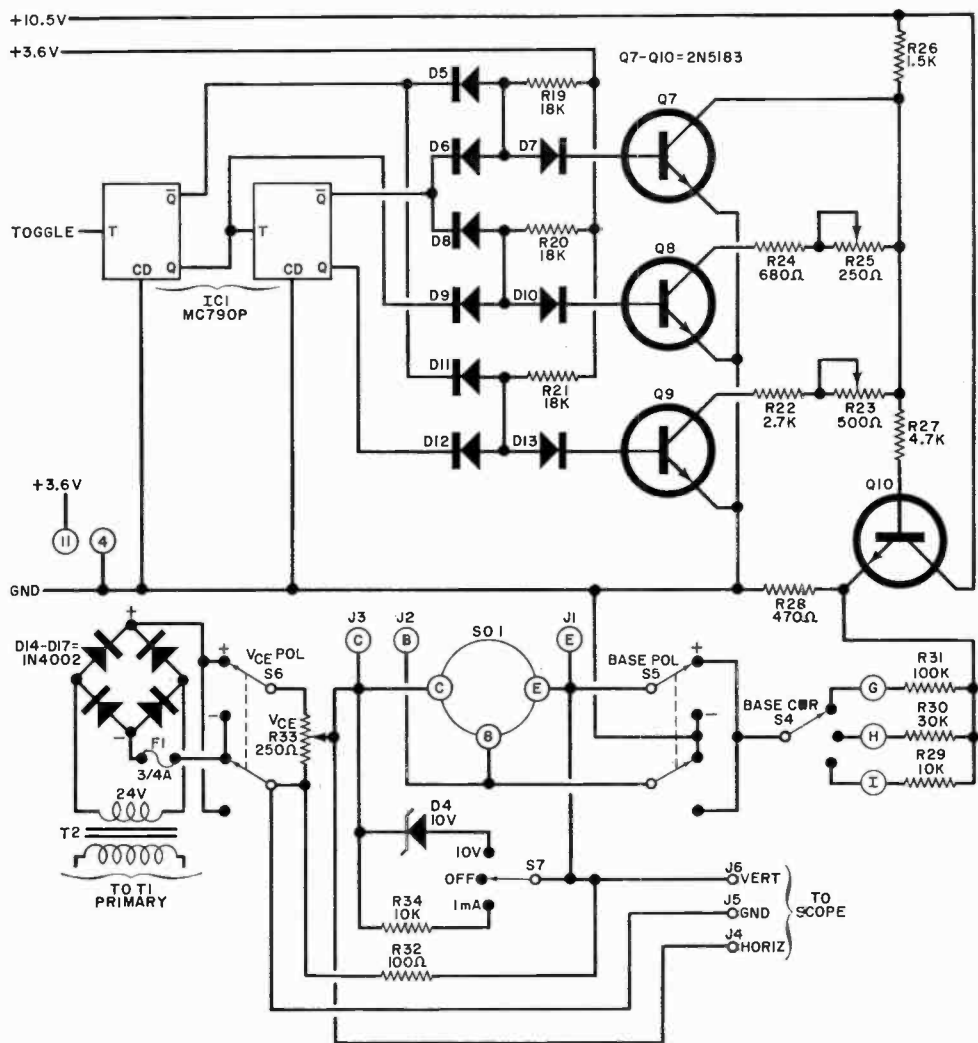 +10.5V
+3.6V
Q7-Q10=2N5183
R26
1.5K
D5
R19
18K
Q7
D6
D7
Q̅
Q̅
TOGGLE
T
T
D8
R20
18K
Q8
R24
680Ω
R25
250Ω
CD
Q
CD
Q
IC1
MC790P
D9
D10
D11
R21
18K
Q9
R22
2.7K
R23
500Ω
R27
4.7K
D12
D13
+3.6V
Q10
11
4
GND
R28
470Ω
+
D14-D17=
1N4002
+
VCE POL
S6
J3
C
J2
B
SO 1
J1
E
BASE POL
S5
+
C
E
B
R31
100K
BASE CUR
S4
G
–
VCE
R33
250Ω
–
R30
30K
H
–
F1
3/4A
R29
10K
I
24V
D4
10V
10V
T2
S7
OFF
J6
VERT
TO T1
PRIMARY
1mA
J5
GND
TO
SCOPE
R34
10K
J4
HORIZ
R32
100Ω